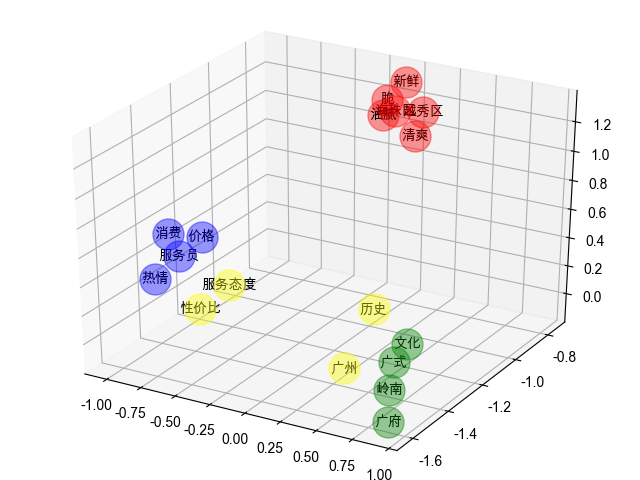 新鲜
脆
油腻
越秀区
清爽
消费
价格
服务员
热情
服务态度
性价比
历史
文化
广州
广式
岭南
广府
1.2
1.0
0.8
0.6
0.4
0.2
0.0
-0.8
-1.0
-1.2
-1.4
-1.6
-1.00
-0.75
-0.50
-0.25
0.00
0.25
0.50
0.75
1.00